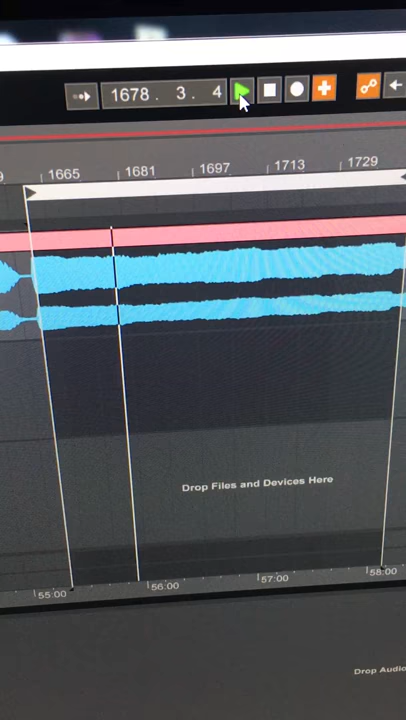 1678. 3. 4
9 1665 1681 1697 1713 1729
Drop Files and Devices Here
55:00 56:00 57:00 58:00
Drop Audio